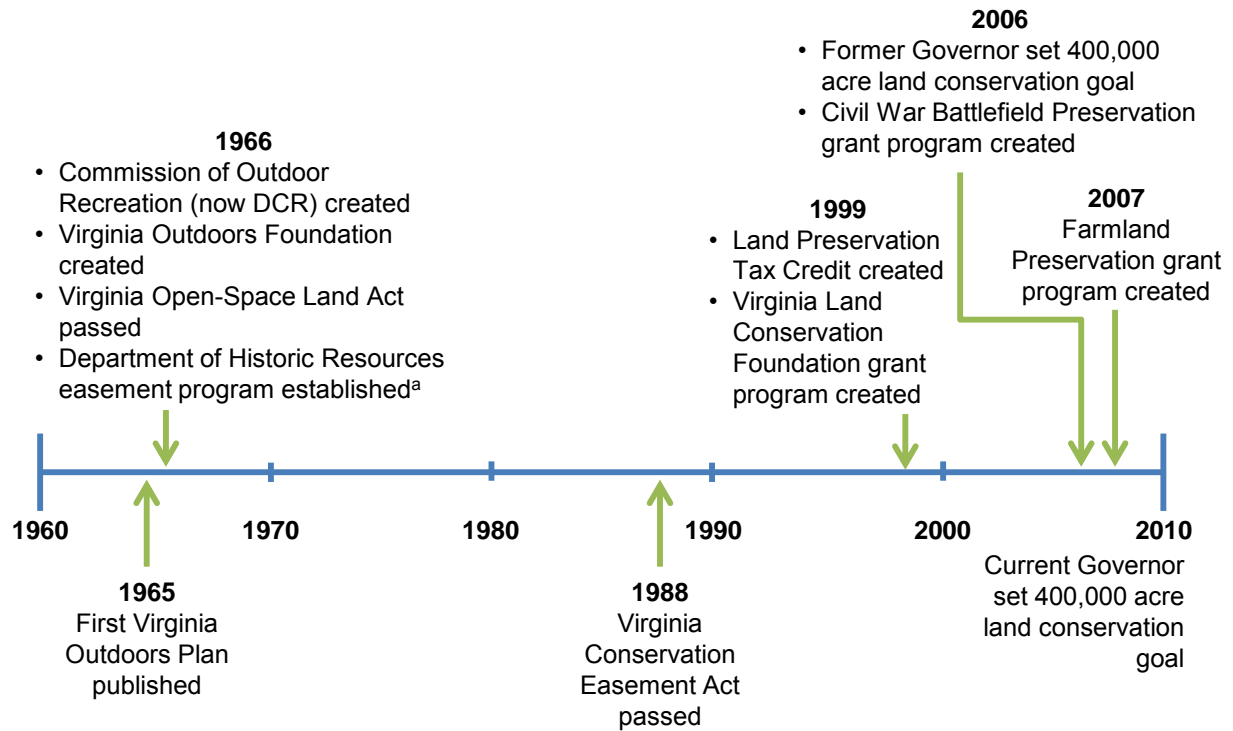 2006
• Former Governor set 400,000
acre land conservation goal
• Civil War Battlefield Preservation
grant program created
1966
• Commission of Outdoor
Recreation (now DCR) created
• Virginia Outdoors Foundation
created
• Virginia Open-Space Land Act
passed
• Department of Historic Resources
easement program establishedᵃ
1999
• Land Preservation
Tax Credit created
• Virginia Land
Conservation
Foundation grant
program created
2007
Farmland
Preservation grant
program created
1960 1970 1980 1990 2000 2010
1965
First Virginia
Outdoors Plan
published
1988
Virginia
Conservation
Easement Act
passed
Current Governor
set 400,000 acre
land conservation
goal